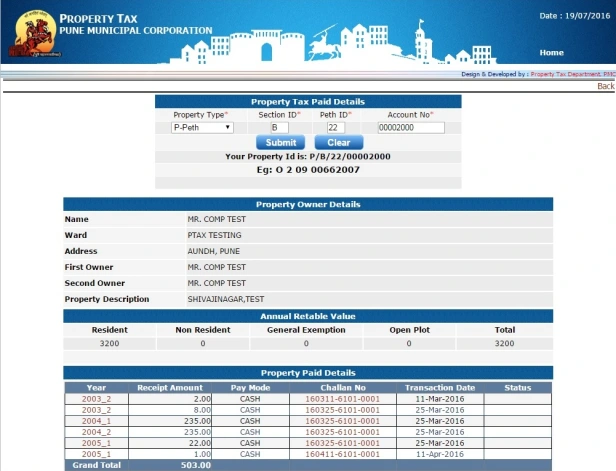 PROPERTY TAX
PUNE MUNICIPAL CORPORATION
Date : 19/07/2016
Home
Design & Developed by : Property Tax Department, PMC
Back
Property Tax Paid Details
Property Type* Section ID* Peth ID* Account No*
P-Peth B 22 00002000
Submit Clear
Your Property Id is: P/B/22/00002000
Eg: O 2 09 00662007
Property Owner Details
Name MR. COMP TEST
Ward PTAX TESTING
Address AUNDH, PUNE
First Owner MR. COMP TEST
Second Owner MR. COMP TEST
Property Description SHIVAJINAGAR,TEST
Annual Retable Value
Resident Non Resident General Exemption Open Plot Total
3200 0 0 0 3200
Property Paid Details
Year Receipt Amount Pay Mode Challan No Transaction Date Status
2003_2 2.00 CASH 160311-6101-0001 11-Mar-2016
2003_2 8.00 CASH 160325-6101-0001 25-Mar-2016
2004_1 235.00 CASH 160325-6101-0001 25-Mar-2016
2004_2 235.00 CASH 160325-6101-0001 25-Mar-2016
2005_1 22.00 CASH 160325-6101-0001 25-Mar-2016
2005_1 1.00 CASH 160411-6101-0001 11-Apr-2016
Grand Total 503.00